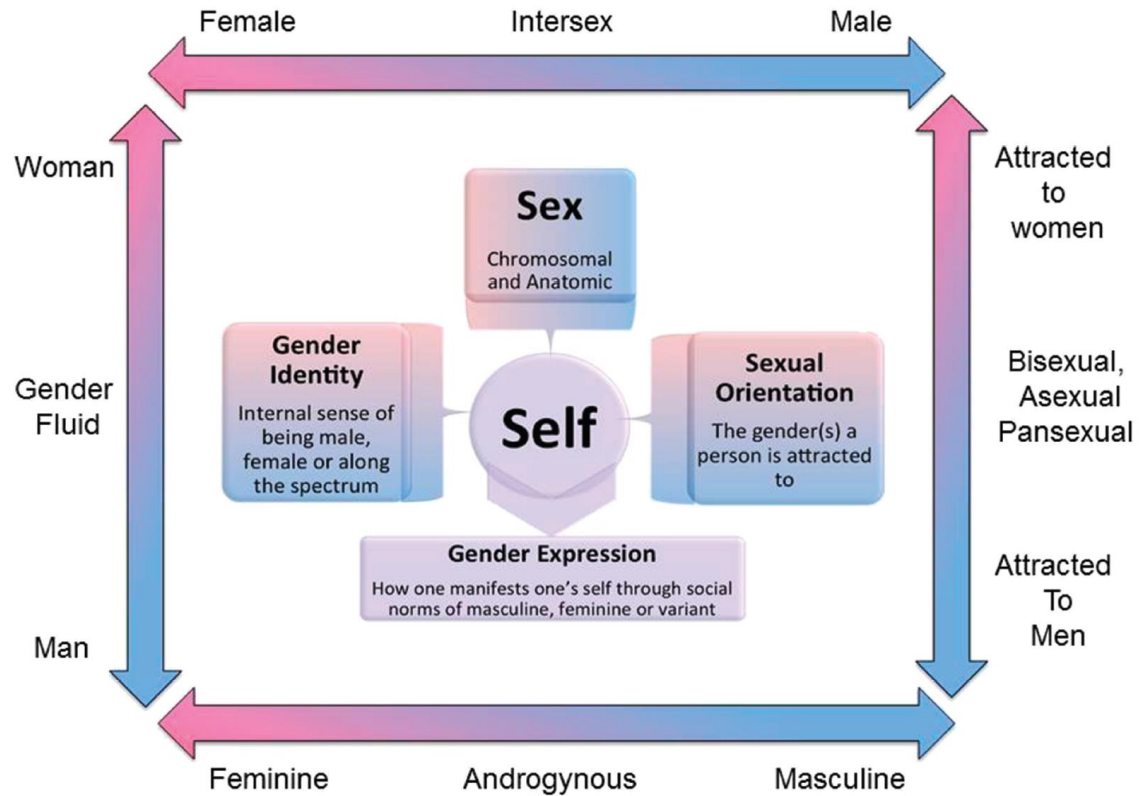 Female Intersex Male
Woman
Gender
Fluid
Man
Sex
Chromosomal
and Anatomic
Gender
Identity
Internal sense of
being male,
female or along
the spectrum
Self
Sexual
Orientation
The gender(s) a
person is attracted
to
Gender Expression
How one manifests one's self through social
norms of masculine, feminine or variant
Attracted
to
women
Bisexual,
Asexual
Pansexual
Attracted
To
Men
Feminine Androgynous Masculine